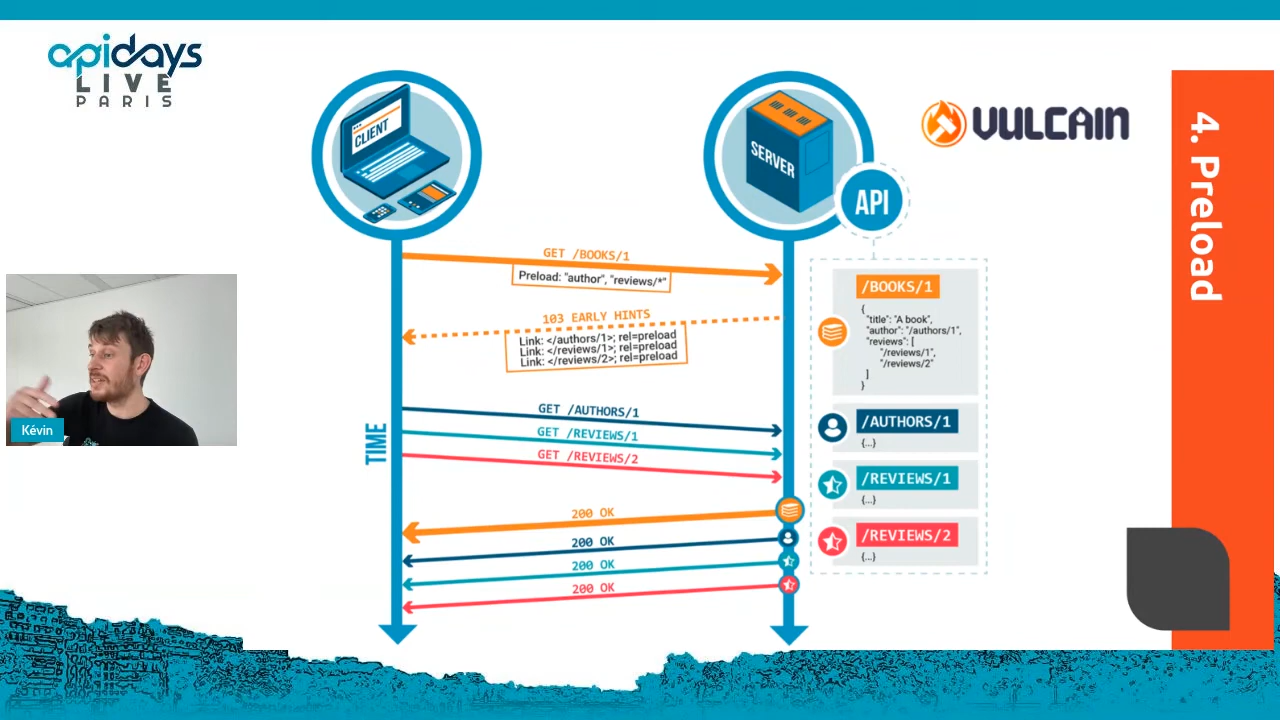 apidays
LIVE
PARIS
CLIENT
SERVER
API
VULCAIN
4. Preload
GET /BOOKS/1
Preload: "author", "reviews/*"
103 EARLY HINTS
Link: </authors/1>; rel=preload
Link: </reviews/1>; rel=preload
Link: </reviews/2>; rel=preload
/BOOKS/1
{
"title": "A book",
"author": "/authors/1",
"reviews": [
"/reviews/1",
"/reviews/2"
]
}
Kévin
TIME
GET /AUTHORS/1
GET /REVIEWS/1
GET /REVIEWS/2
/AUTHORS/1
{...}
/REVIEWS/1
{...}
/REVIEWS/2
{...}
200 OK
200 OK
200 OK
200 OK